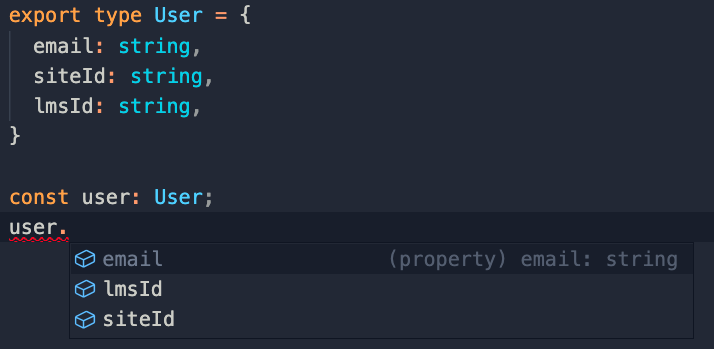 export type User = {
email: string,
siteId: string,
lmsId: string,
}
const user: User;
user.
email (property) email: string
lmsId
siteId